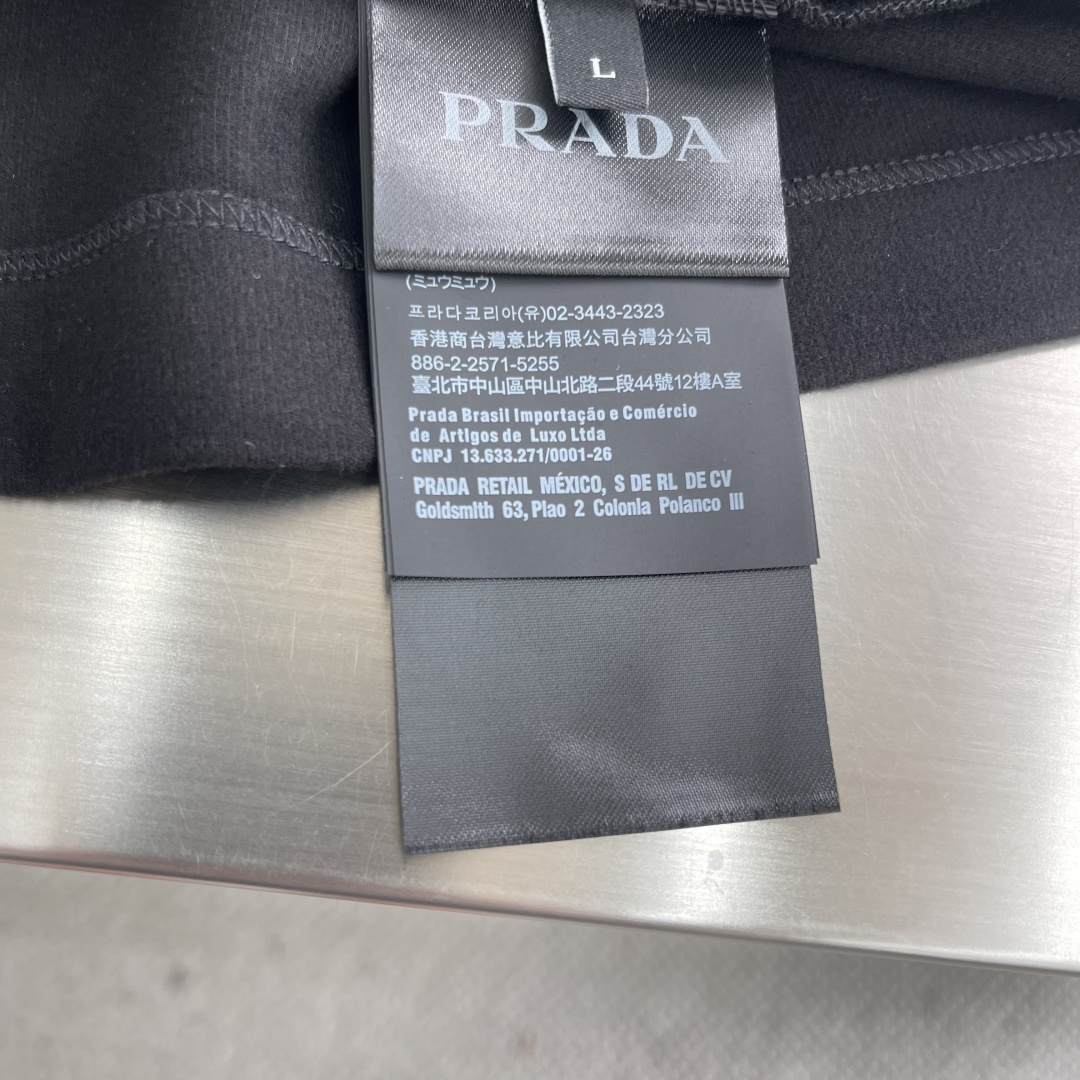 L
PRADA
(ミュウミュウ)
프라다코리아(유)02-3443-2323
香港商台灣意比有限公司台灣分公司
886-2-2571-5255
臺北市中山區中山北路二段44號12樓A室
Prada Brasil Importação e Comércio
de Artlgos de Luxo Ltda
CNPJ 13.633.271/0001-26
PRADA RETAIL MÉXICO, S DE RL DE CV
Goldsmlth 63, Plao 2 Colonla Polanco III